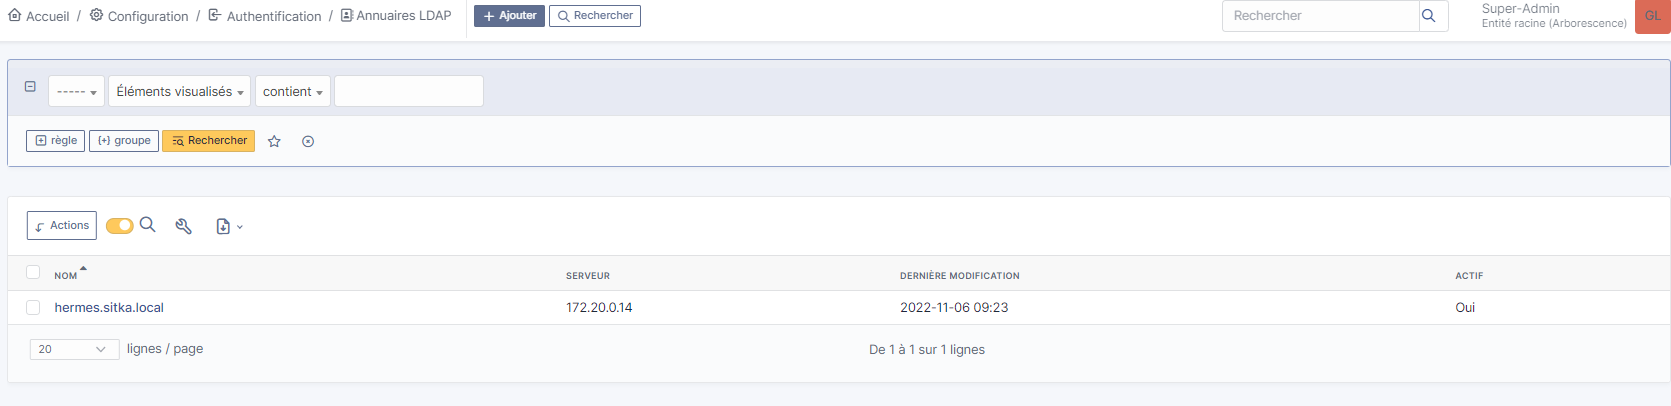 Accueil / Configuration / Authentification / Annuaires LDAP + Ajouter Rechercher Rechercher Super-Admin
Entité racine (Arborescence) GL
----- Éléments visualisés contient
règle {+} groupe Rechercher
Actions
NOM SERVEUR DERNIÈRE MODIFICATION ACTIF
hermes.sitka.local 172.20.0.14 2022-11-06 09:23 Oui
20 lignes / page De 1 à 1 sur 1 lignes